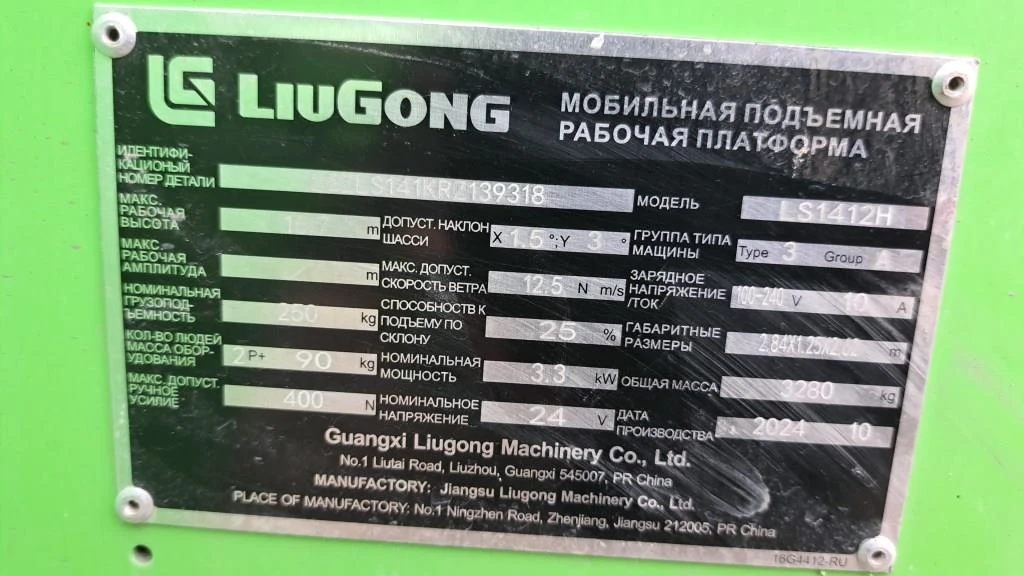 LIUGONG
МОБИЛЬНАЯ ПОДЪЕМНАЯ
РАБОЧАЯ ПЛАТФОРМА
ИДЕНТИФИ-
КАЦИОНЫЙ
НОМЕР ДЕТАЛИ
МОДЕЛЬ LS1412H
МАКС.
РАБОЧАЯ
ВЫСОТА m
ДОПУСТ. НАКЛОН
ШАССИ X 1.5 °;Y 3 °
ГРУППА ТИПА
МАЩИНЫ Type 3 Group A
МАКС
РАБОЧАЯ
АМПЛИТУДА m
МАКС. ДОПУСТ.
СКОРОСТЬ ВЕТРА 12.5 N m/s
ЗАРЯДНОЕ
НАПРЯЖЕНИЕ
/ТОК 100-240 V 10 A
НОМИНАЛЬНАЯ
ГРУЗОПОД-
ЪЕМНОСТЬ 250 kg
СПОСОБНОСТЬ К
ПОДЪЕМУ ПО
СКЛОНУ 25 %
ГАБАРИТНЫЕ
РАЗМЕРЫ m
КОЛ-ВО ЛЮДЕЙ
МАССА ОБОР-
УДОВАНИЯ 2 P+ 90 kg
НОМИНАЛЬНАЯ
МОЩНОСТЬ 3.3 kW
ОБЩАЯ МАССА 3280 kg
МАКС. ДОПУСТ.
РУЧНОЕ
УСИЛИЕ 400 N
НОМИНАЛЬНОЕ
НАПРЯЖЕНИЕ 24 V
ДАТА
ПРОИЗВОДСТВА 2024 10
Guangxi Liugong Machinery Co., Ltd.
No.1 Liutai Road, Liuzhou, Guangxi 545007, PR China
MANUFACTORY: Jiangsu Liugong Machinery Co., Ltd.
PLACE OF MANUFACTORY: No.1 Ningzhen Road, Zhenjiang, Jiangsu 212005, PR China
16G4412-RU